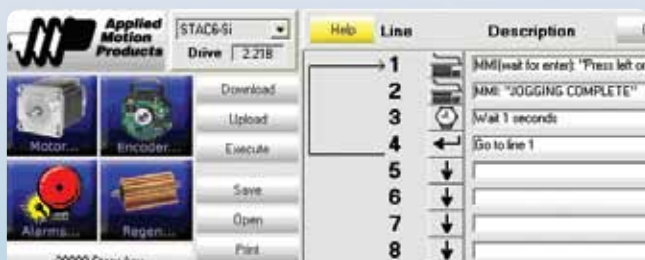 Applied
Motion
Products
STAC6-Si
Drive 2.21B
Download
Upload
Execute
Save
Open
Print
Motor...
Encoder...
Alarms...
Regen...
Help Line Description
1 MMI(wait for enter): "Press left or
2 MMI: "JOGGING COMPLETE"
3 Wait 1 seconds
4 Go to line 1
5
6
7
8